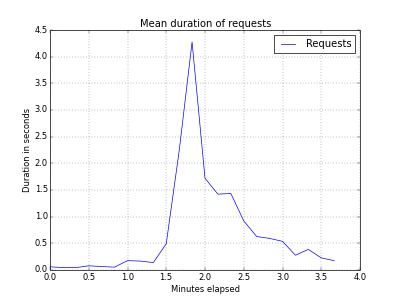 Mean duration of requests
4.5
4.0
3.5
3.0
2.5
2.0
1.5
1.0
0.5
0.0
Duration in seconds
Requests
0.0 0.5 1.0 1.5 2.0 2.5 3.0 3.5 4.0
Minutes elapsed